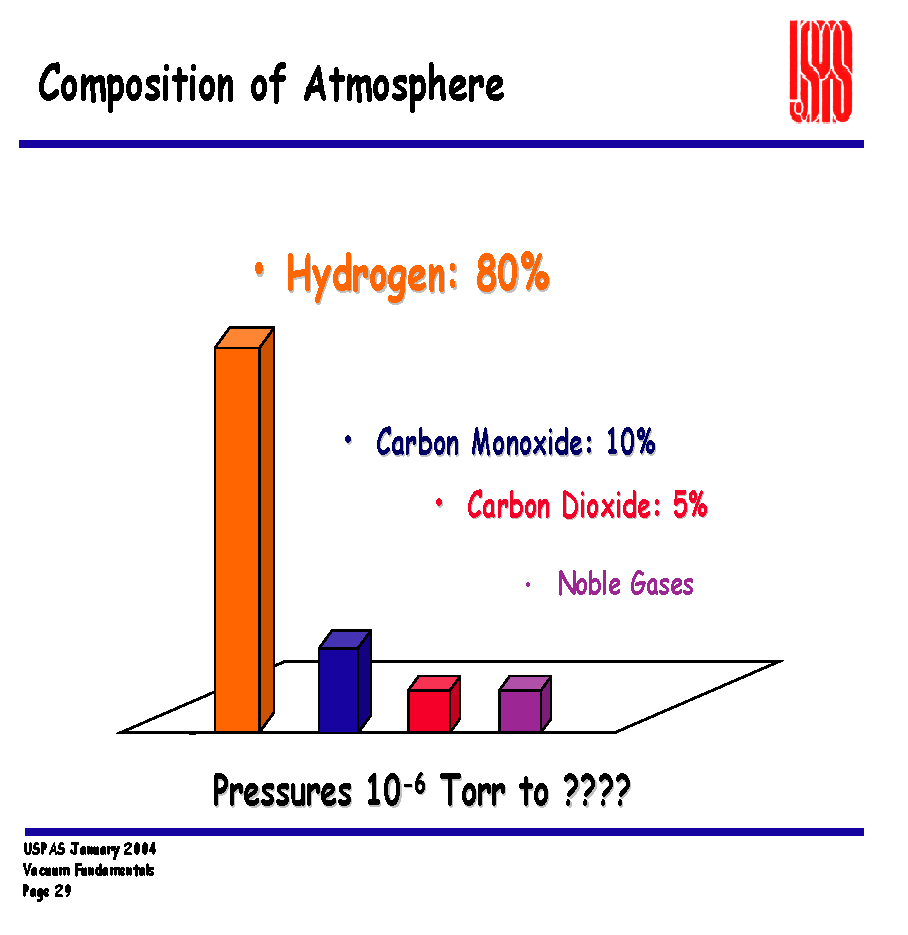 Composition of Atmosphere
• Hydrogen: 80%
• Carbon Monoxide: 10%
• Carbon Dioxide: 5%
• Noble Gases
Pressures 10⁻⁶ Torr to ????
USPAS January 2004
Vacuum Fundamentals
Page 29